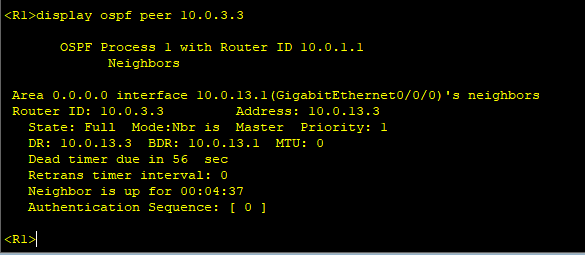 <R1>display ospf peer 10.0.3.3
OSPF Process 1 with Router ID 10.0.1.1
Neighbors
Area 0.0.0.0 interface 10.0.13.1(GigabitEthernet0/0/0)'s neighbors
Router ID: 10.0.3.3 Address: 10.0.13.3
State: Full Mode:Nbr is Master Priority: 1
DR: 10.0.13.3 BDR: 10.0.13.1 MTU: 0
Dead timer due in 56 sec
Retrans timer interval: 0
Neighbor is up for 00:04:37
Authentication Sequence: [ 0 ]
<R1>